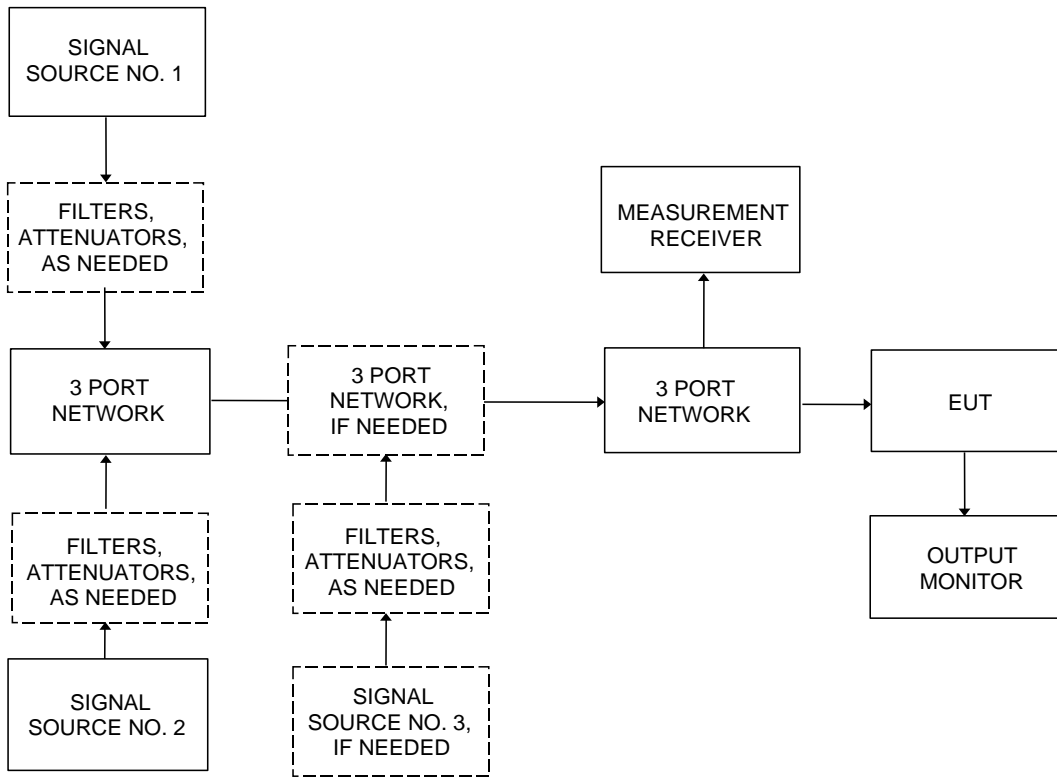 SIGNAL
SOURCE NO. 1
FILTERS,
ATTENUATORS,
AS NEEDED
MEASUREMENT
RECEIVER
3 PORT
NETWORK
3 PORT
NETWORK,
IF NEEDED
3 PORT
NETWORK
EUT
FILTERS,
ATTENUATORS,
AS NEEDED
FILTERS,
ATTENUATORS,
AS NEEDED
OUTPUT
MONITOR
SIGNAL
SOURCE NO. 2
SIGNAL
SOURCE NO. 3,
IF NEEDED